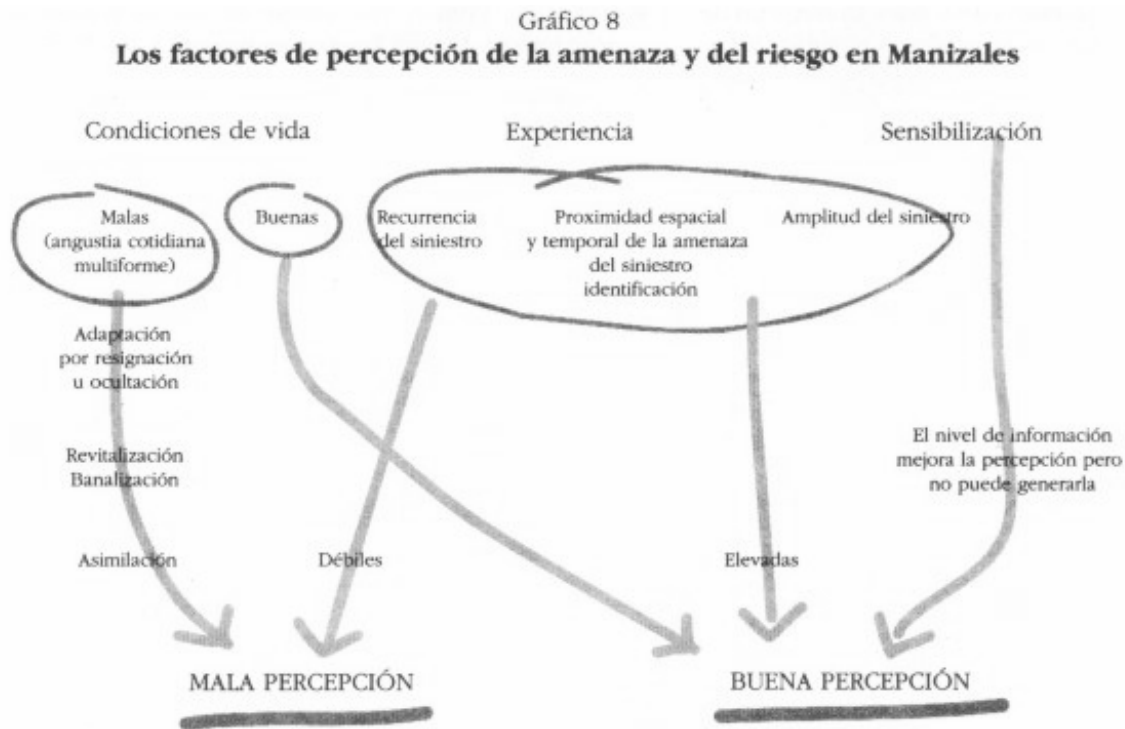 Gráfico 8
Los factores de percepción de la amenaza y del riesgo en Manizales
Condiciones de vida
Experiencia
Sensibilización
Malas
(angustia cotidiana
multiforme)
Buenas
Recurrencia
del siniestro
Proximidad espacial
y temporal de la amenaza
del siniestro
identificación
Amplitud del siniestro
Adaptación
por resignación
u ocultación
Revitalización
Banalización
Asimilación
Débiles
Elevadas
El nivel de información
mejora la percepción pero
no puede generarla
MALA PERCEPCIÓN
BUENA PERCEPCIÓN